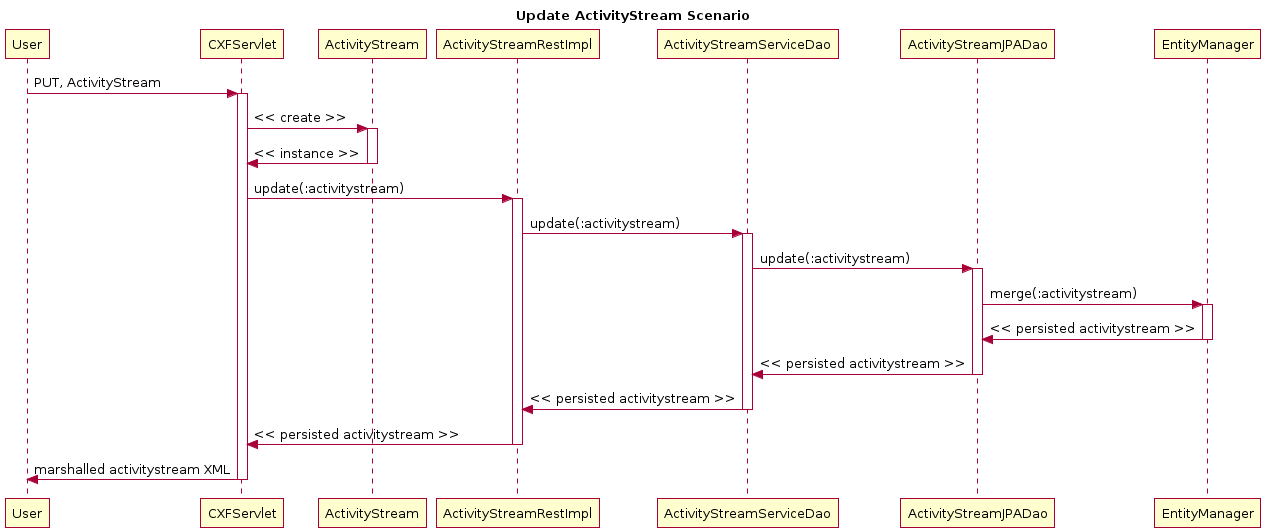 Update ActivityStream Scenario
User CXFServlet ActivityStream ActivityStreamRestImpl ActivityStreamServiceDao ActivityStreamJPADao EntityManager
PUT, ActivityStream
<< create >>
<< instance >>
update(:activitystream)
update(:activitystream)
update(:activitystream)
merge(:activitystream)
<< persisted activitystream >>
<< persisted activitystream >>
<< persisted activitystream >>
<< persisted activitystream >>
marshalled activitystream XML
User CXFServlet ActivityStream ActivityStreamRestImpl ActivityStreamServiceDao ActivityStreamJPADao EntityManager